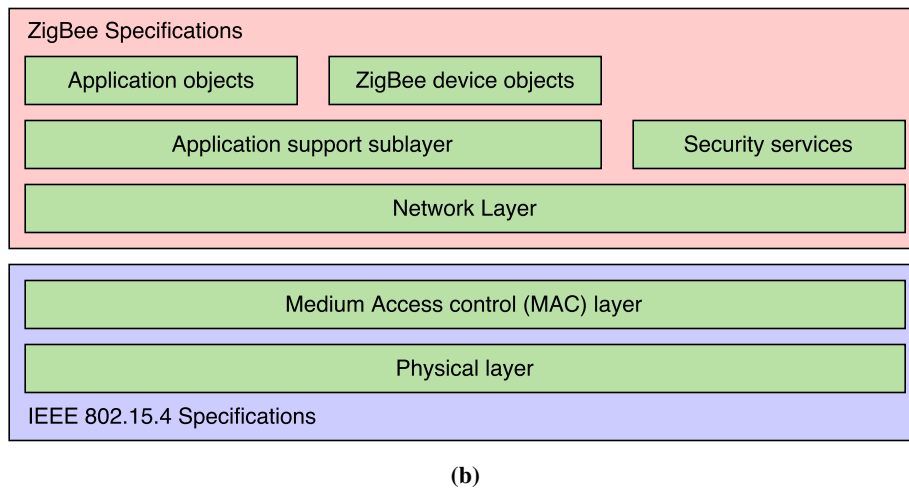 ZigBee Specifications
Application objects
ZigBee device objects
Application support sublayer
Security services
Network Layer
Medium Access control (MAC) layer
Physical layer
IEEE 802.15.4 Specifications
(b)